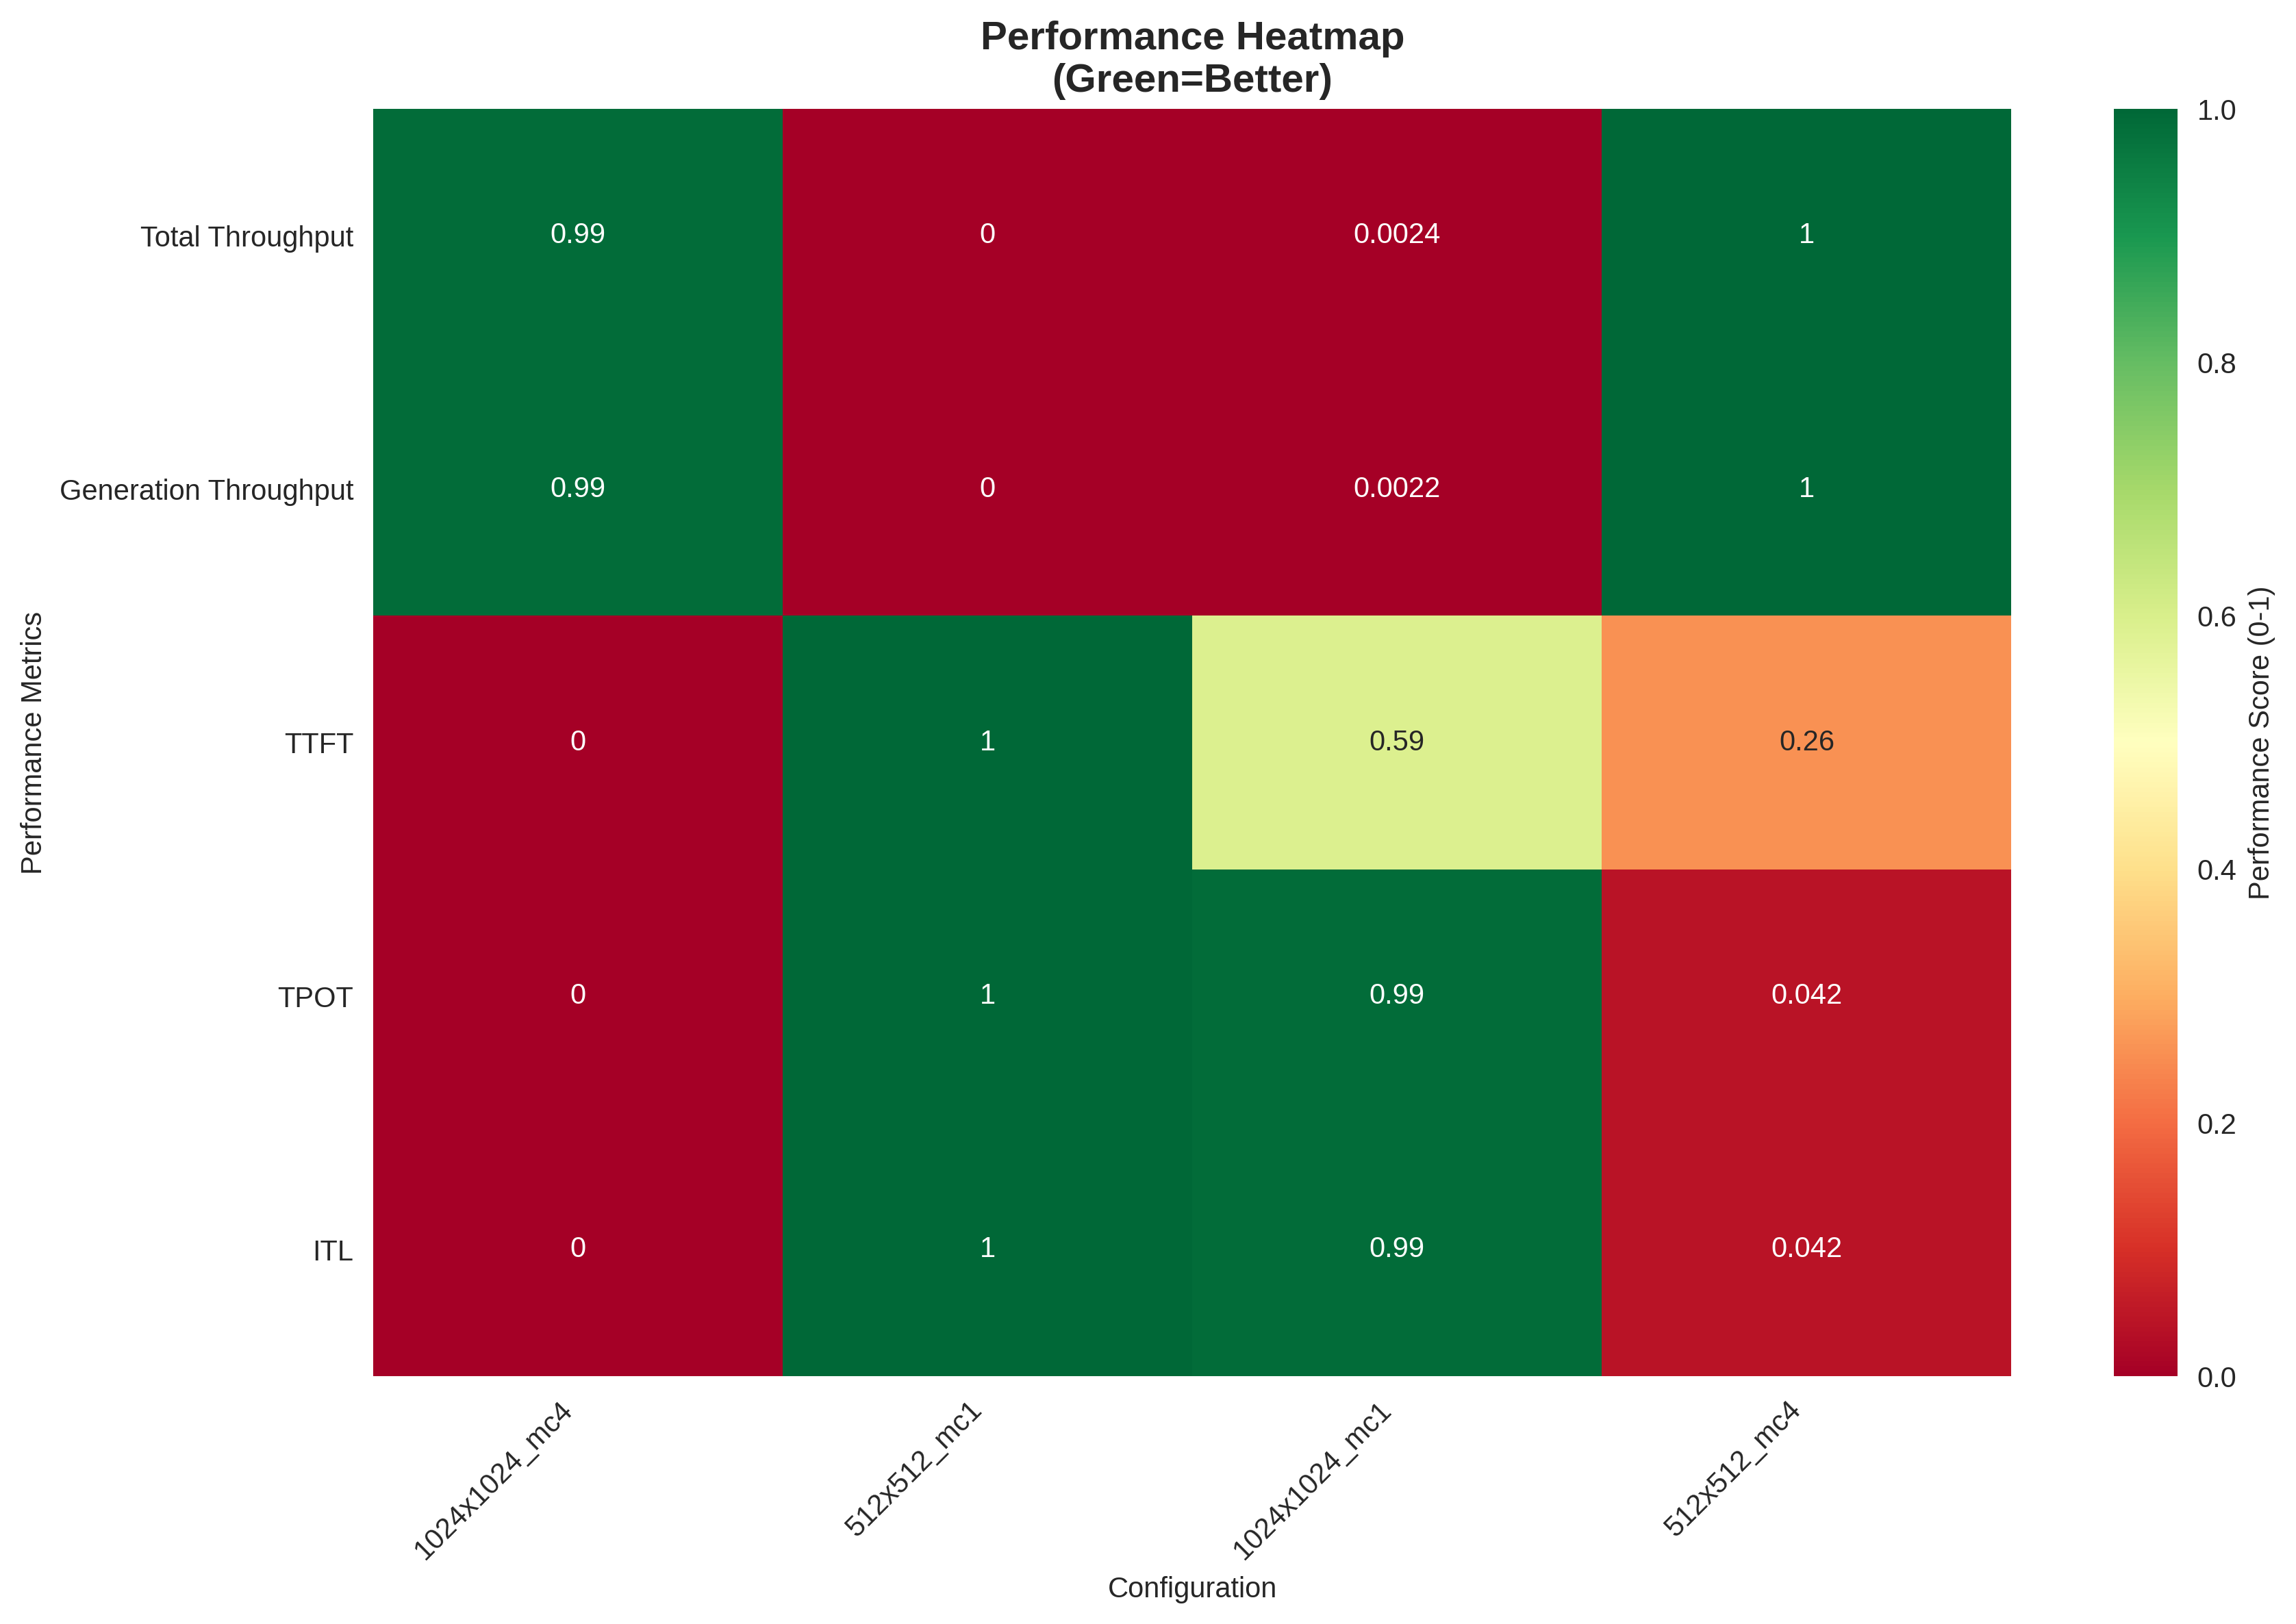 Performance Heatmap
(Green=Better)
Performance Metrics
Total Throughput 0.99 0 0.0024 1
Generation Throughput 0.99 0 0.0022 1
TTFT 0 1 0.59 0.26
TPOT 0 1 0.99 0.042
ITL 0 1 0.99 0.042
1024x1024_mc4 512x512_mc1 1024x1024_mc1 512x512_mc4
Configuration
1.0
0.8
0.6
0.4
0.2
0.0
Performance Score (0-1)